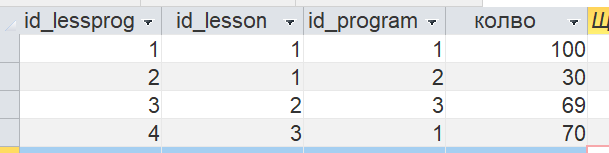 id_lessprog id_lesson id_program колво Щ
1 1 1 100
2 1 2 30
3 2 3 69
4 3 1 70